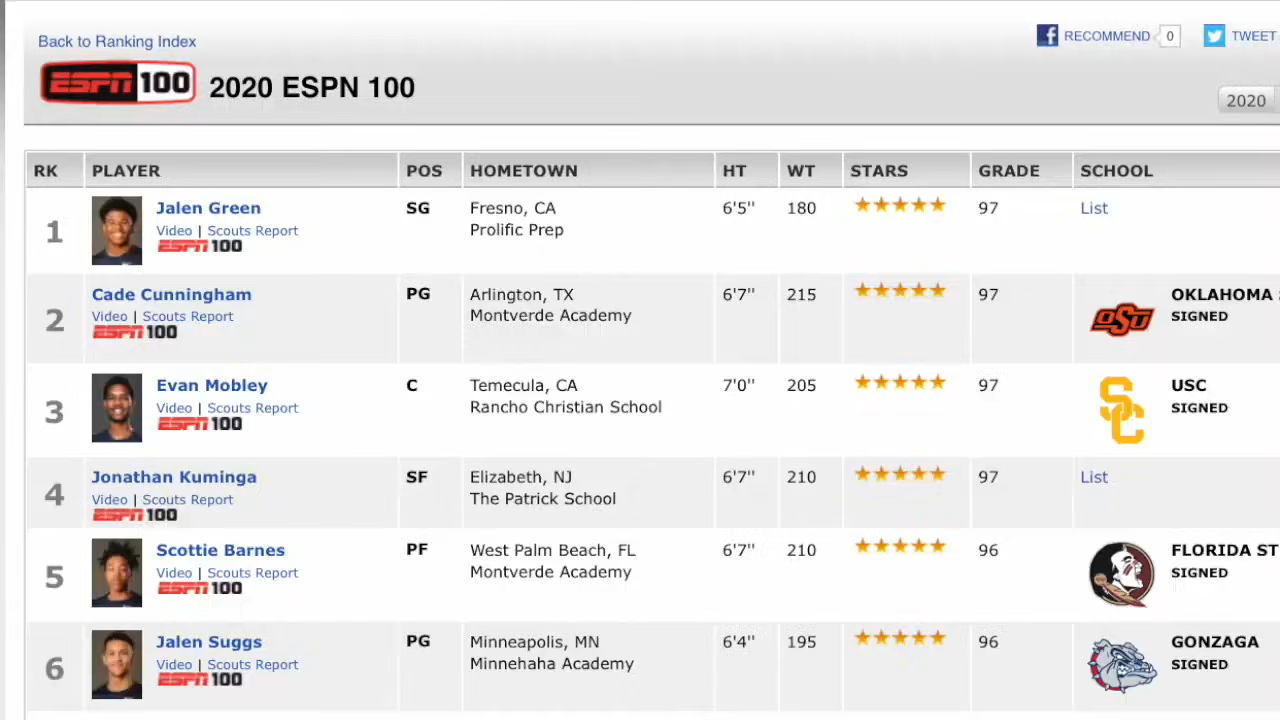 Back to Ranking Index
RECOMMEND 0 TWEET
ESPN 100 2020 ESPN 100
2020
RK PLAYER POS HOMETOWN HT WT STARS GRADE SCHOOL
1 Jalen Green SG Fresno, CA 6'5" 180 97 List
Video | Scouts Report Prolific Prep
ESPN 100
2 Cade Cunningham PG Arlington, TX 6'7" 215 97 OKLAHOMA
Video | Scouts Report Montverde Academy OSU SIGNED
ESPN 100
3 Evan Mobley C Temecula, CA 7'0" 205 97 USC
Video | Scouts Report Rancho Christian School SC SIGNED
ESPN 100
4 Jonathan Kuminga SF Elizabeth, NJ 6'7" 210 97 List
Video | Scouts Report The Patrick School
ESPN 100
5 Scottie Barnes PF West Palm Beach, FL 6'7" 210 96 FLORIDA ST
Video | Scouts Report Montverde Academy SIGNED
ESPN 100
6 Jalen Suggs PG Minneapolis, MN 6'4" 195 96 GONZAGA
Video | Scouts Report Minnehaha Academy SIGNED
ESPN 100